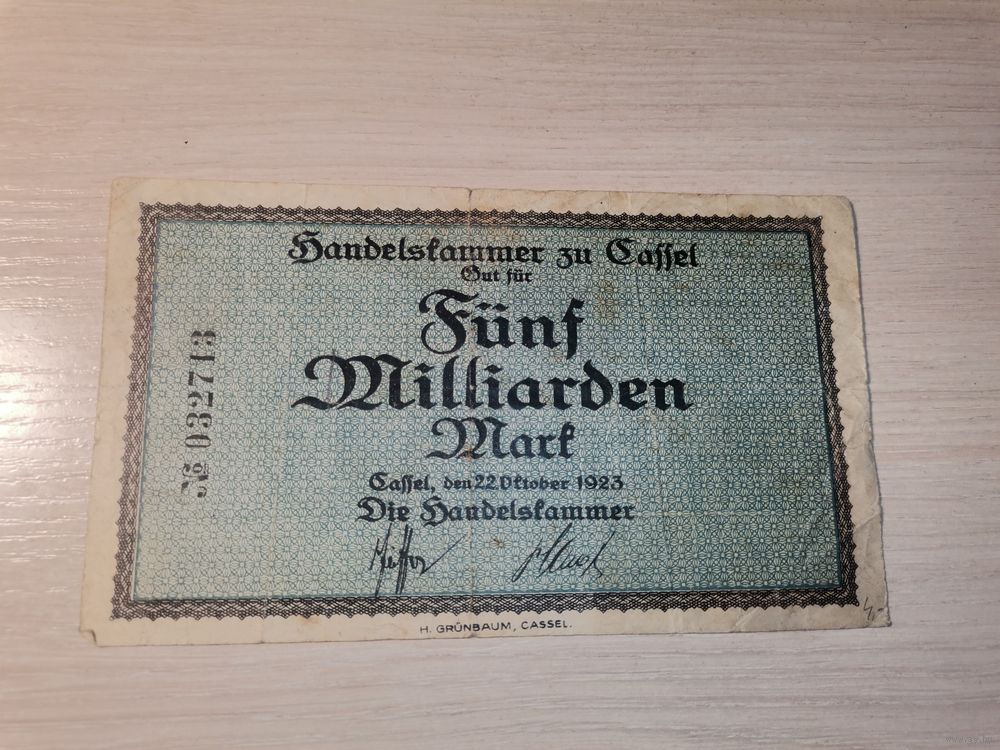 Handelskammer zu Cassel
Gut für
Fünf
Milliarden
Mark
Cassel, den 22 Oktober 1923
Die Handelskammer
№ 032713
H. GRÜNBAUM, CASSEL.